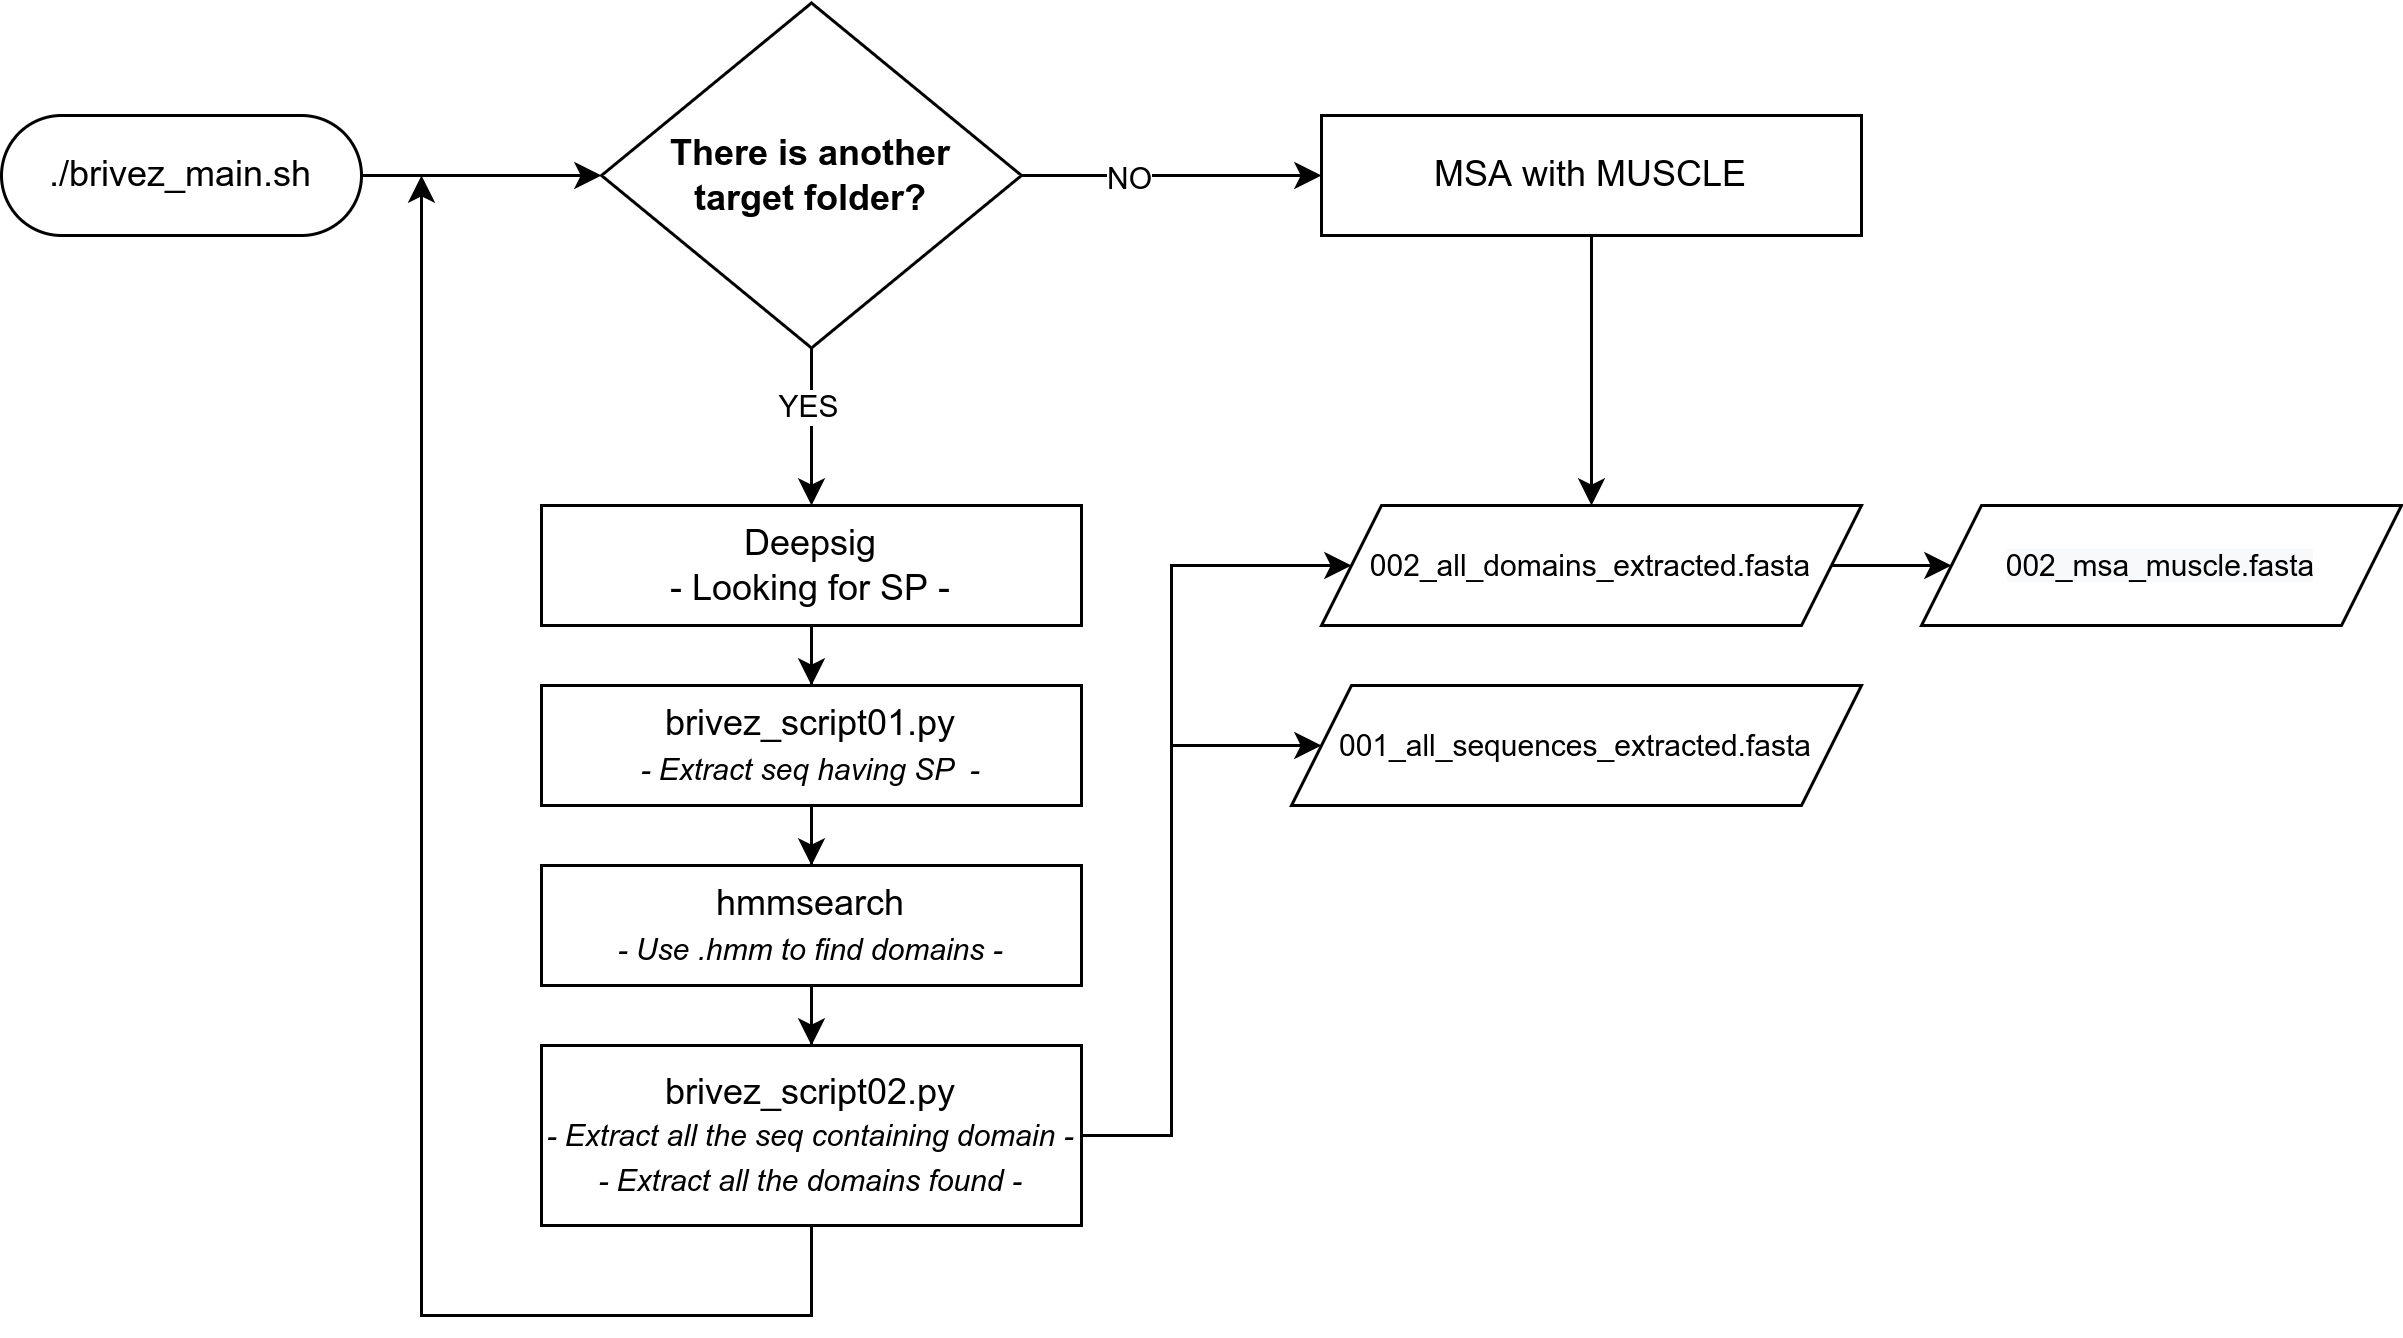 ./brivez_main.sh
There is another
target folder?
NO
MSA with MUSCLE
YES
Deepsig
- Looking for SP -
brivez_script01.py
- Extract seq having SP  -
hmmsearch
- Use .hmm to find domains -
brivez_script02.py
- Extract all the seq containing domain -
- Extract all the domains found -
002_all_domains_extracted.fasta
002_msa_muscle.fasta
001_all_sequences_extracted.fasta